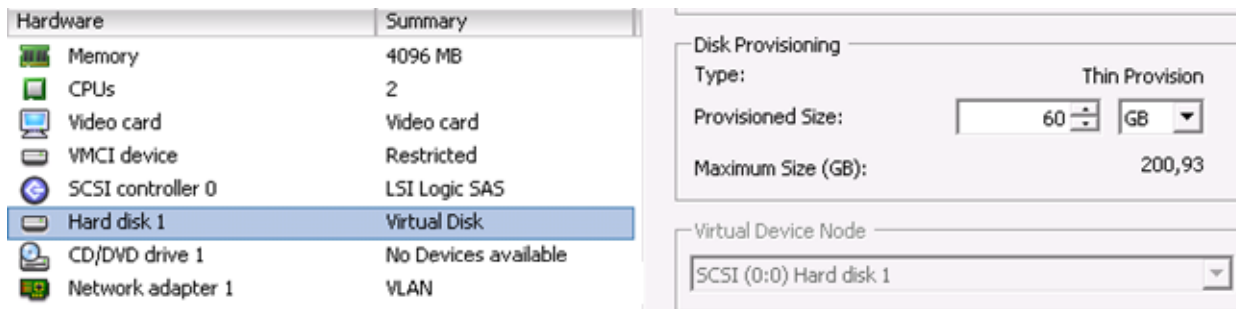 Hardware Summary
Memory 4096 MB
CPUs 2
Video card Video card
VMCI device Restricted
SCSI controller 0 LSI Logic SAS
Hard disk 1 Virtual Disk
CD/DVD drive 1 No Devices available
Network adapter 1 VLAN
Disk Provisioning
Type: Thin Provision
Provisioned Size: 60 GB
Maximum Size (GB): 200,93
Virtual Device Node
SCSI (0:0) Hard disk 1